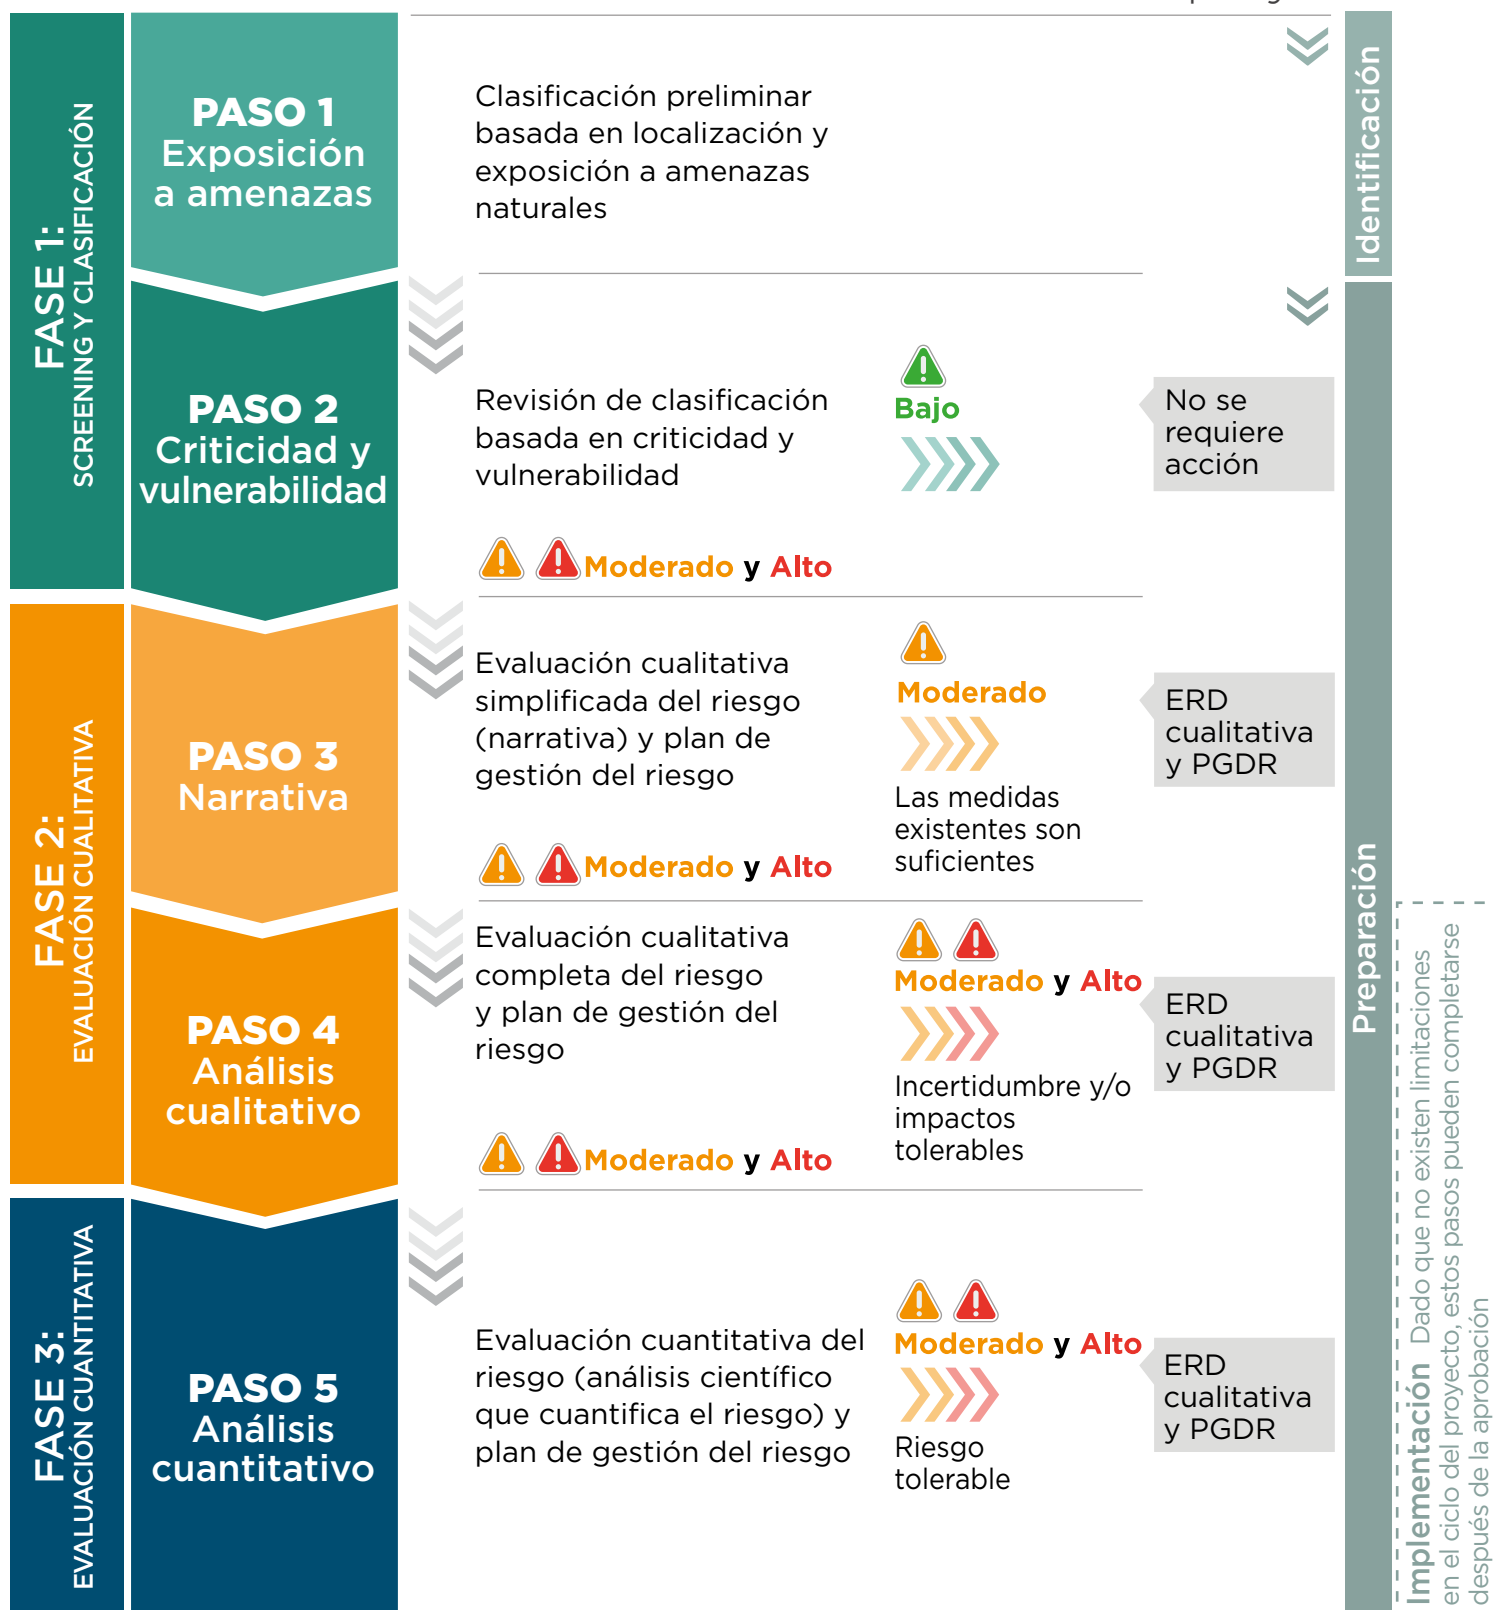 FASE 1:
SCREENING Y CLASIFICACIÓN
PASO 1
Exposición
a amenazas
Clasificación preliminar
basada en localización y
exposición a amenazas
naturales
Identificación
PASO 2
Criticidad y
vulnerabilidad
Revisión de clasificación
basada en criticidad y
vulnerabilidad
Bajo
No se
requiere
acción
Moderado y Alto
FASE 2:
EVALUACIÓN CUALITATIVA
PASO 3
Narrativa
Evaluación cualitativa
simplificada del riesgo
(narrativa) y plan de
gestión del riesgo
Moderado
Las medidas
existentes son
suficientes
ERD
cualitativa
y PGDR
Moderado y Alto
Preparación
PASO 4
Análisis
cualitativo
Evaluación cualitativa
completa del riesgo
y plan de gestión del
riesgo
Moderado y Alto
Incertidumbre y/o
impactos
tolerables
ERD
cualitativa
y PGDR
Moderado y Alto
FASE 3:
EVALUACIÓN CUANTITATIVA
PASO 5
Análisis
cuantitativo
Evaluación cuantitativa del
riesgo (análisis científico
que cuantifica el riesgo) y
plan de gestión del riesgo
Moderado y Alto
Riesgo
tolerable
ERD
cualitativa
y PGDR
Implementación Dado que no existen limitaciones
en el ciclo del proyecto, estos pasos pueden completarse
después de la aprobación